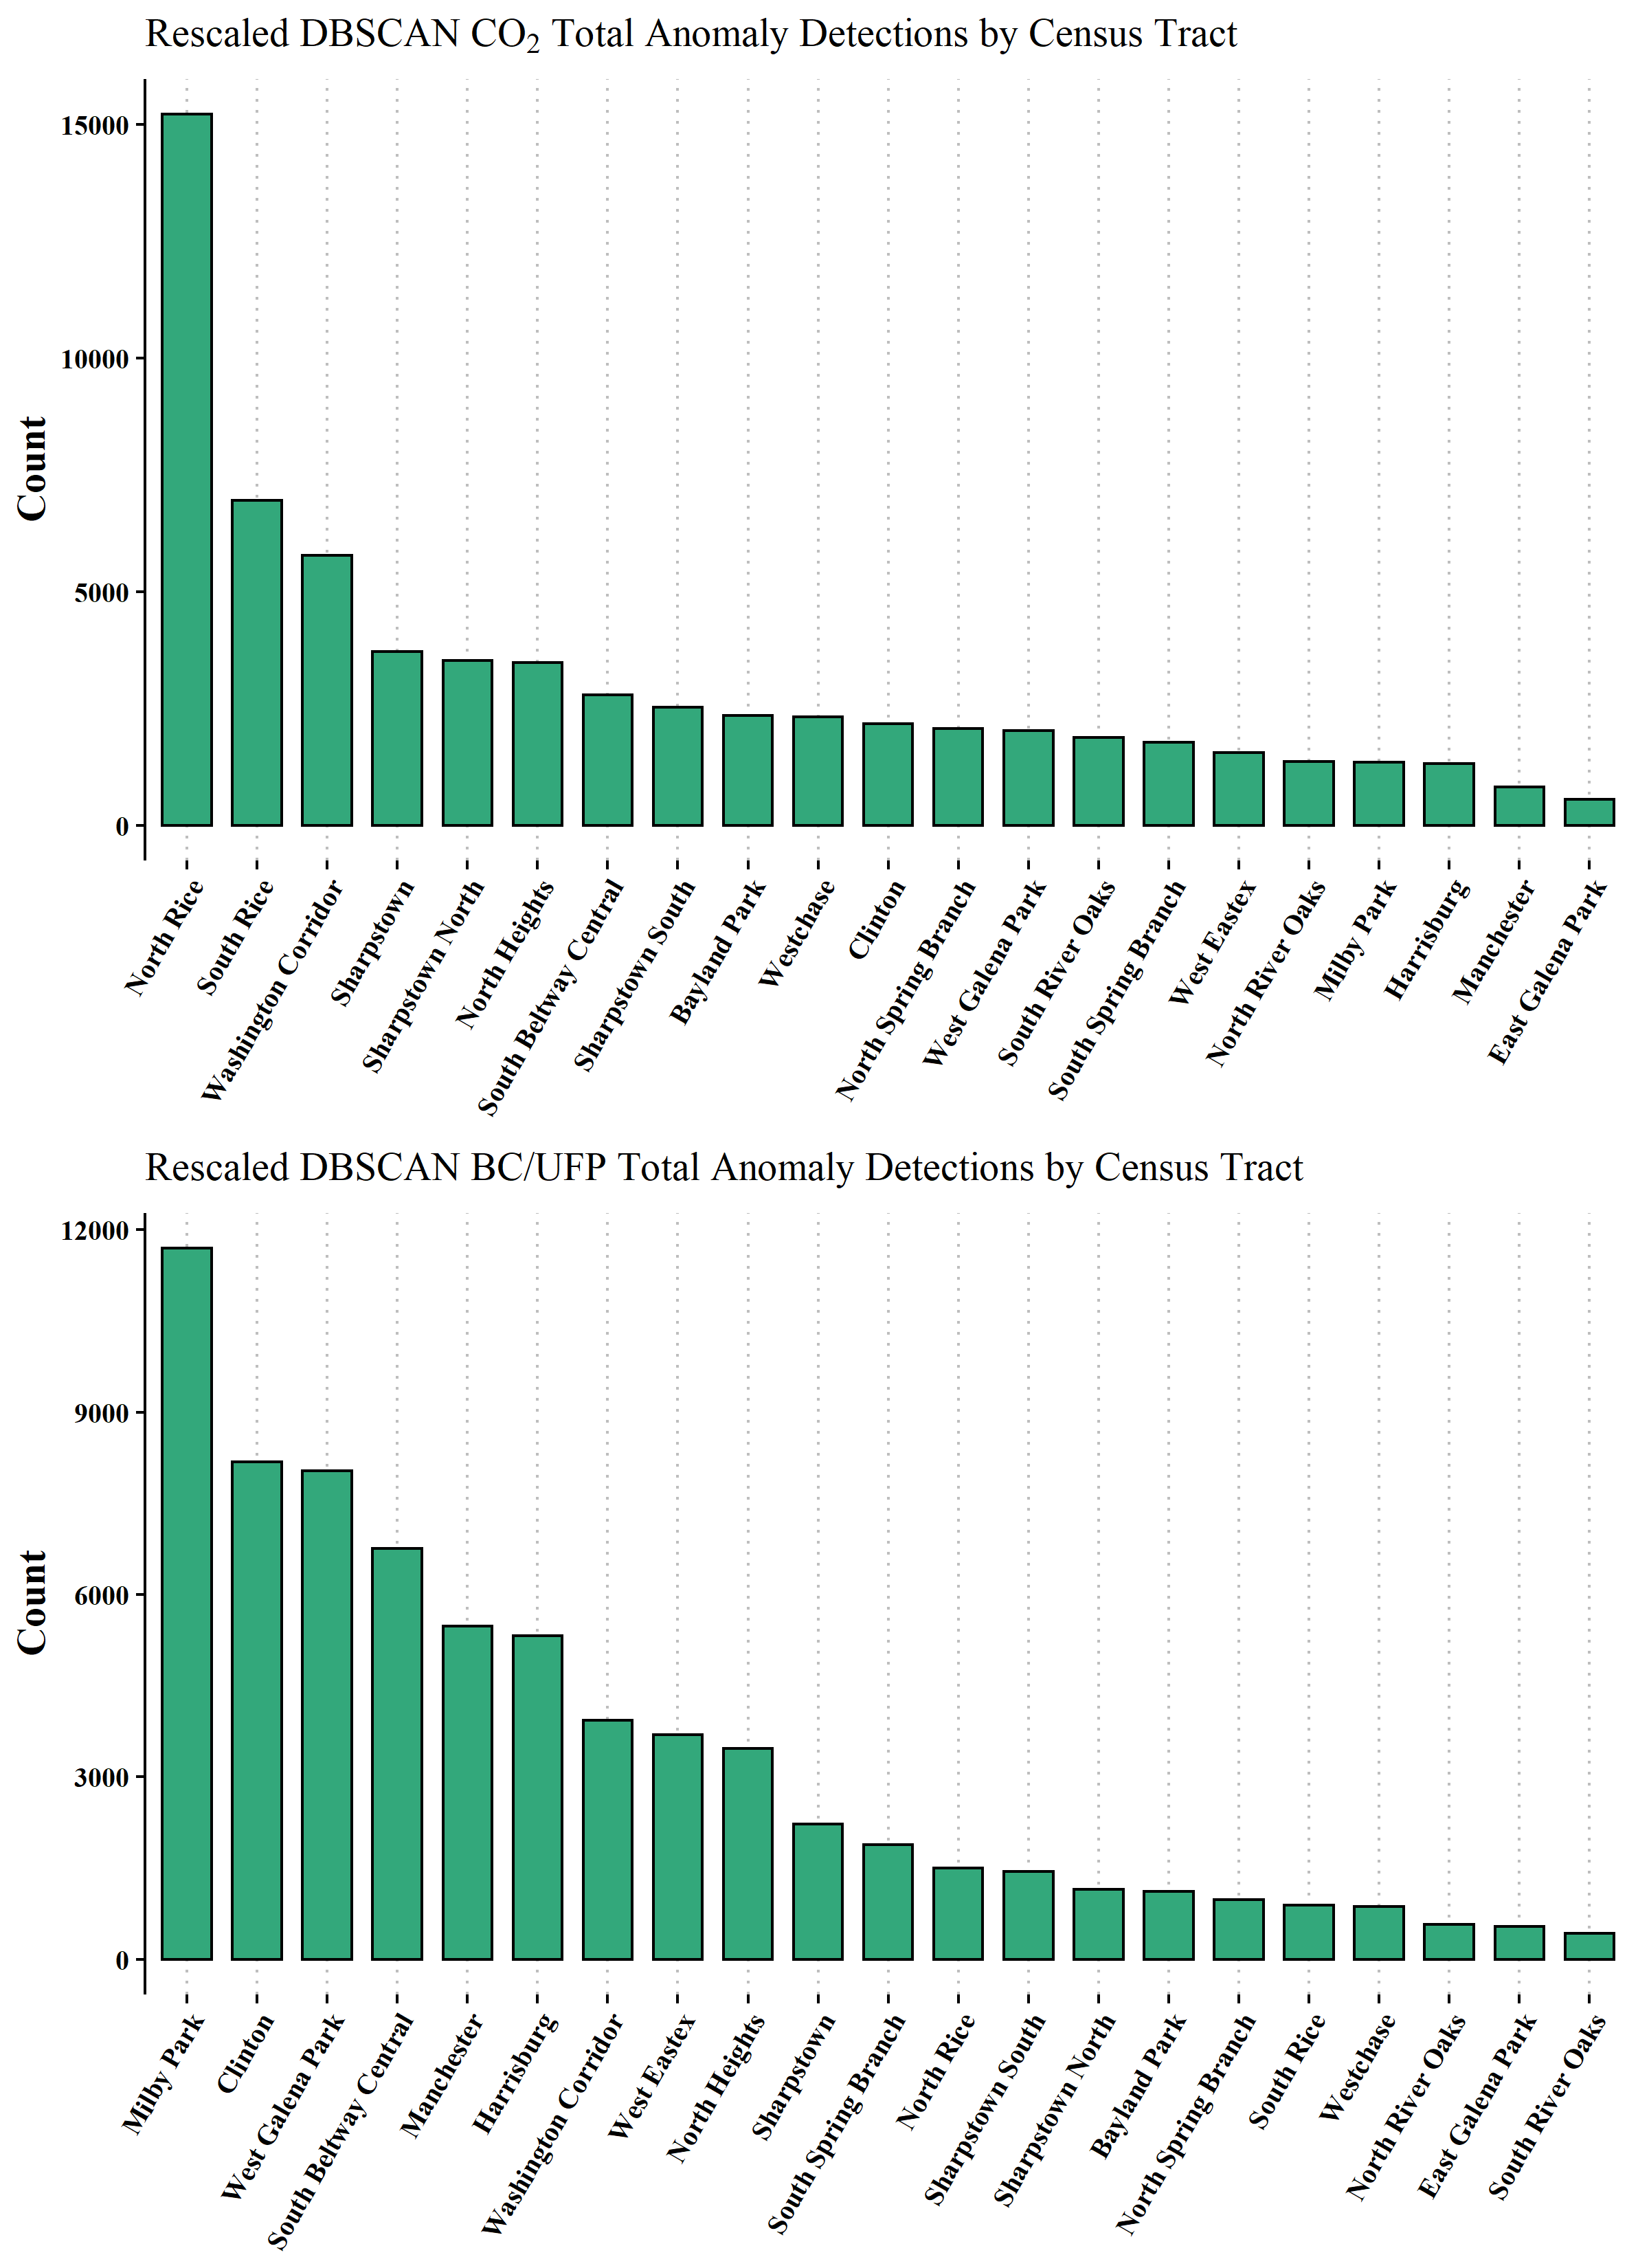 Rescaled DBSCAN CO₂ Total Anomaly Detections by Census Tract
Count
15000
10000
5000
0
North Rice
South Rice
Washington Corridor
Sharpstown
Sharpstown North
North Heights
South Beltway Central
Sharpstown South
Bayland Park
Westchase
Clinton
North Spring Branch
West Galena Park
South River Oaks
South Spring Branch
West Eastex
North River Oaks
Milby Park
Harrisburg
Manchester
East Galena Park
Rescaled DBSCAN BC/UFP Total Anomaly Detections by Census Tract
Count
12000
9000
6000
3000
0
Milby Park
Clinton
West Galena Park
South Beltway Central
Manchester
Harrisburg
Washington Corridor
West Eastex
North Heights
Sharpstown
South Spring Branch
North Rice
Sharpstown South
Sharpstown North
Bayland Park
North Spring Branch
South Rice
Westchase
North River Oaks
East Galena Park
South River Oaks